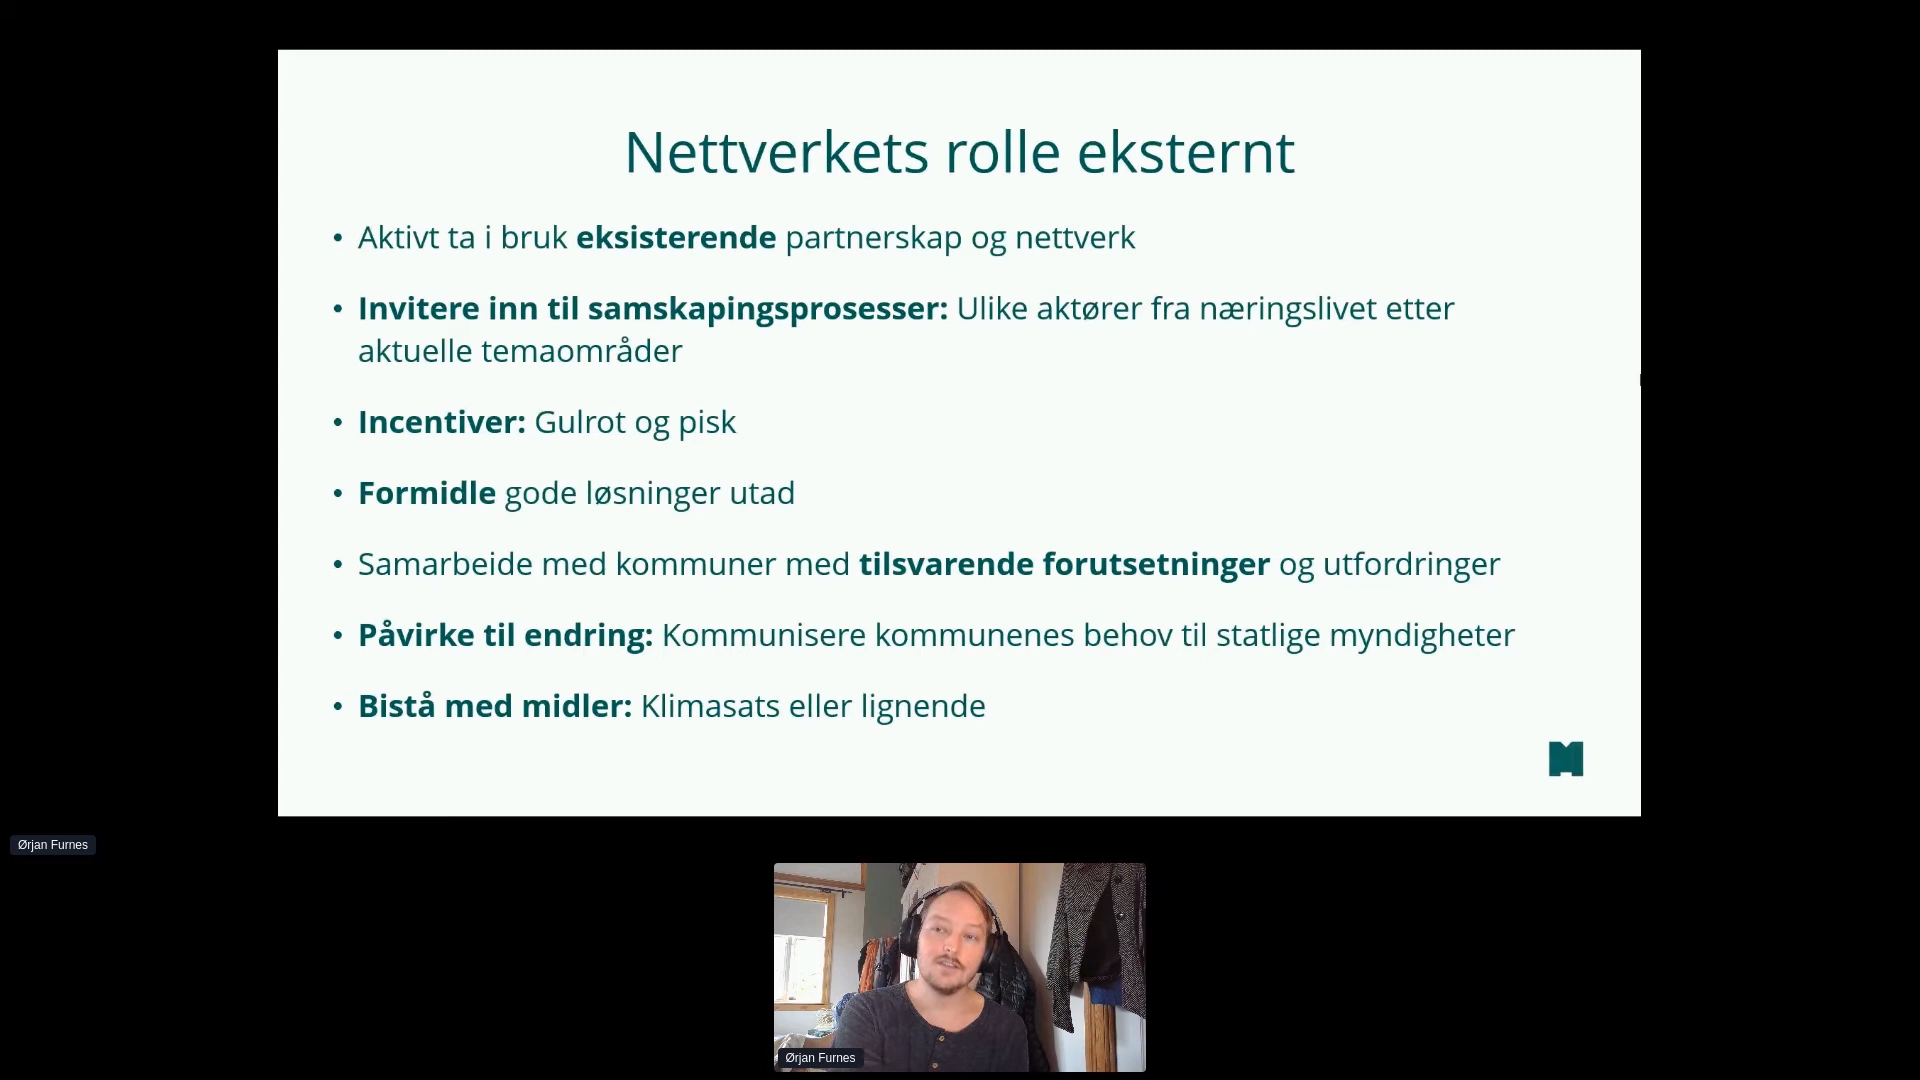 Nettverkets rolle eksternt
• Aktivt ta i bruk eksisterende partnerskap og nettverk
• Invitere inn til samskapingsprosesser: Ulike aktører fra næringslivet etter
aktuelle temaområder
• Incentiver: Gulrot og pisk
• Formidle gode løsninger utad
• Samarbeide med kommuner med tilsvarende forutsetninger og utfordringer
• Påvirke til endring: Kommunisere kommunenes behov til statlige myndigheter
• Bistå med midler: Klimasats eller lignende
Ørjan Furnes
Ørjan Furnes